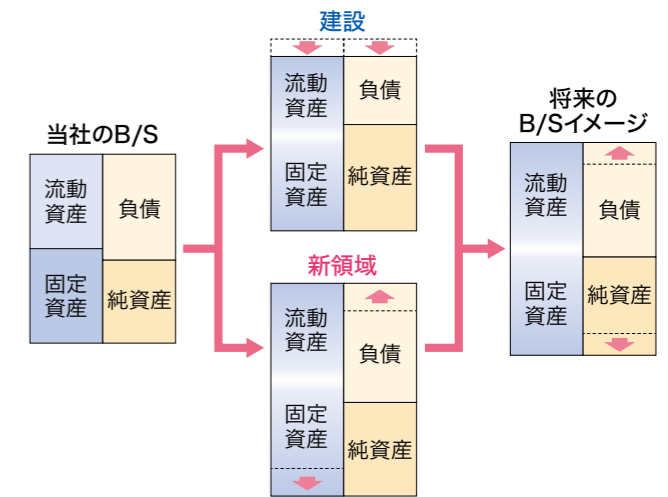 当社のB/S
流動
資産
負債
固定
資産
純資産
建設
流動
資産
負債
固定
資産
純資産
新領域
流動
資産
負債
固定
資産
純資産
将来の
B/Sイメージ
流動
資産
負債
固定
資産
純資産